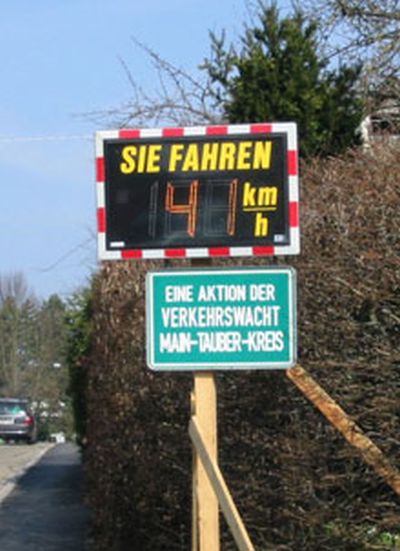 SIE FAHREN
41 km
h
EINE AKTION DER
VERKEHRSWACHT
MAIN-TAUBER-KREIS